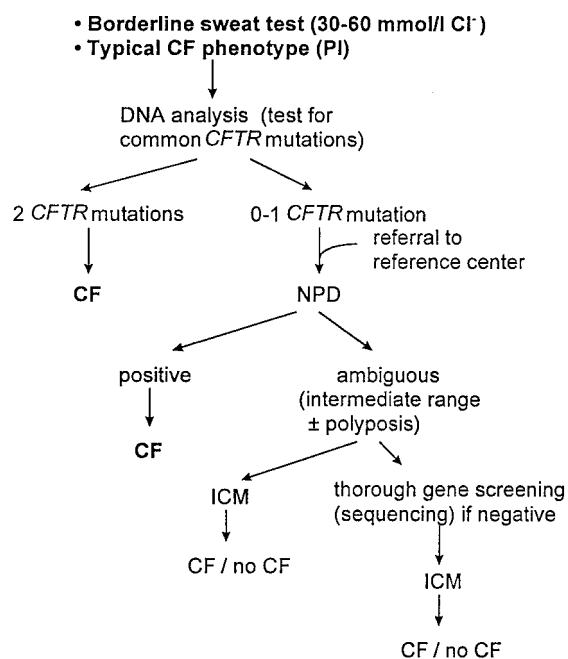 • Borderline sweat test (30-60 mmol/l Cl⁻)
• Typical CF phenotype (PI)
DNA analysis (test for
common CFTR mutations)
2 CFTR mutations
0-1 CFTR mutation
referral to
reference center
CF
NPD
positive
ambiguous
(intermediate range
± polyposis)
CF
ICM
thorough gene screening
(sequencing) if negative
CF / no CF
ICM
CF / no CF